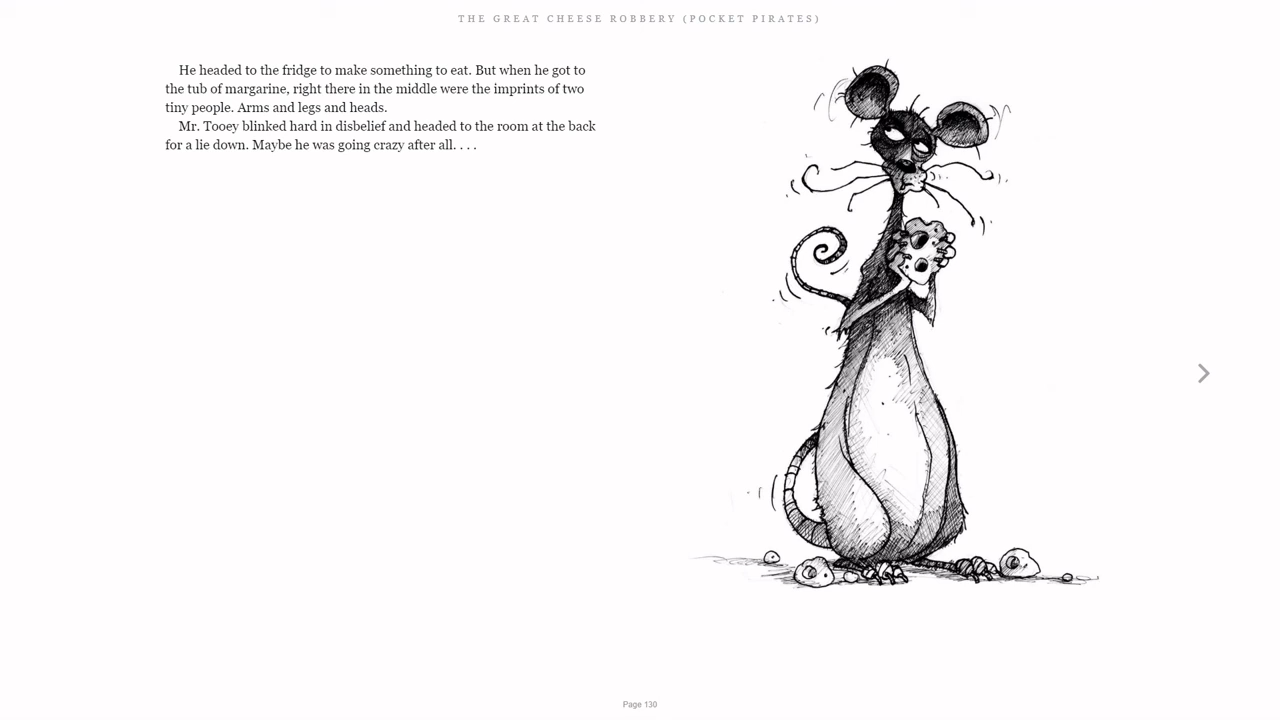 THE GREAT CHEESE ROBBERY (POCKET PIRATES)
He headed to the fridge to make something to eat. But when he got to
the tub of margarine, right there in the middle were the imprints of two
tiny people. Arms and legs and heads.
Mr. Tooey blinked hard in disbelief and headed to the room at the back
for a lie down. Maybe he was going crazy after all. . . .
Page 130